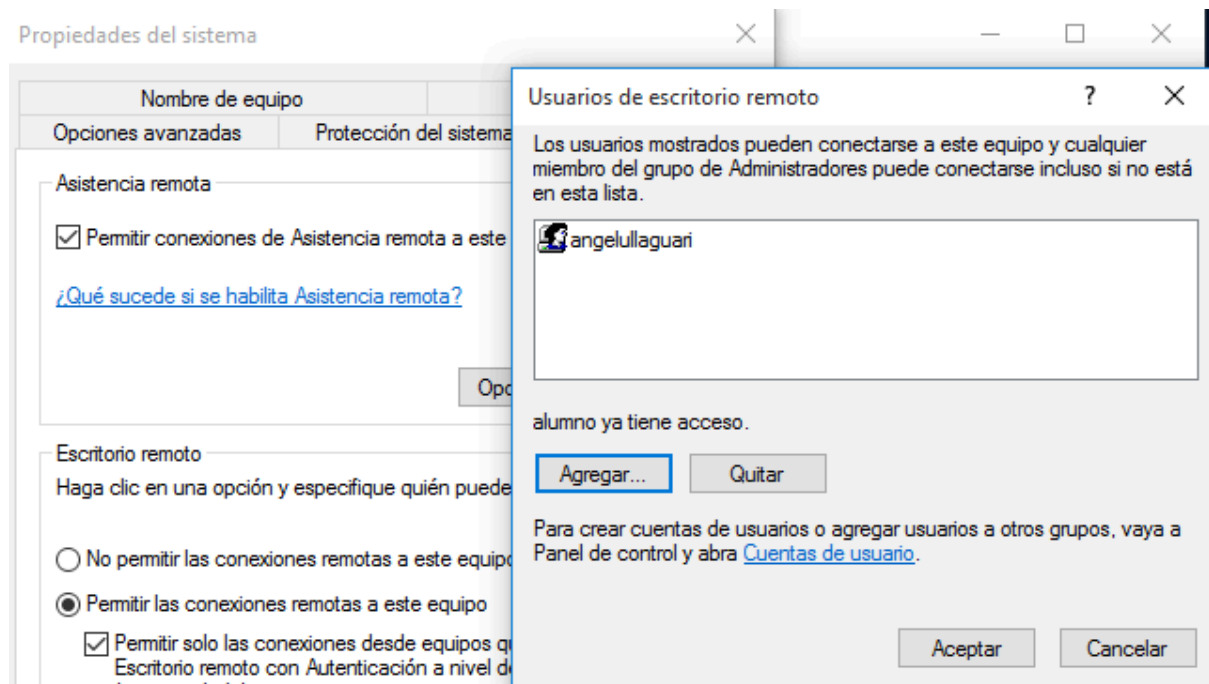 Propiedades del sistema
Nombre de equipo
Opciones avanzadas
Protección del sistema
Asistencia remota
Permitir conexiones de Asistencia remota a este
¿Qué sucede si se habilita Asistencia remota?
Escritorio remoto
Haga clic en una opción y especifique quién puede
No permitir las conexiones remotas a este equipo
Permitir las conexiones remotas a este equipo
Permitir solo las conexiones desde equipos
Escritorio remoto con Autenticación a nivel
Usuarios de escritorio remoto
Los usuarios mostrados pueden conectarse a este equipo y cualquier
miembro del grupo de Administradores puede conectarse incluso si no está
en esta lista.
angelullaguari
alumno ya tiene acceso.
Agregar...
Quitar
Para crear cuentas de usuarios o agregar usuarios a otros grupos, vaya a
Panel de control y abra Cuentas de usuario.
Aceptar
Cancelar